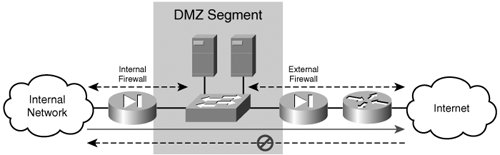 DMZ Segment
Internal
Firewall
External
Firewall
Internal
Network
Internet